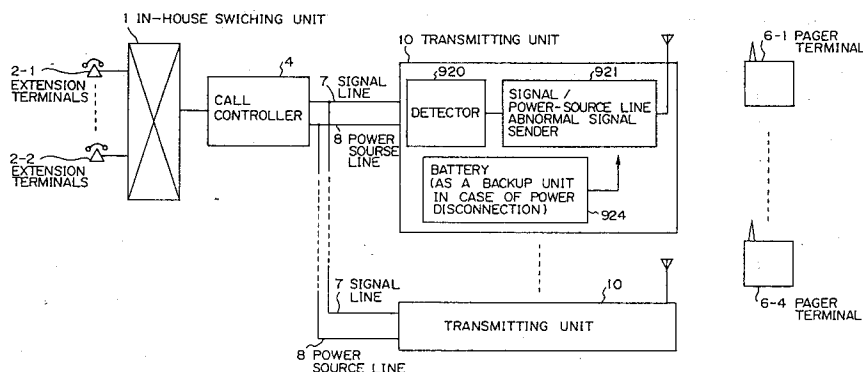 1 IN-HOUSE SWICHING UNIT
2-1
EXTENSION
TERMINALS
2-2
EXTENSION
TERMINALS
4
CALL
CONTROLLER
7 SIGNAL
LINE
8 POWER
SOURSE
LINE
10 TRANSMITTING UNIT
920
DETECTOR
921
SIGNAL /
POWER-SOURCE LINE
ABNORMAL SIGNAL
SENDER
BATTERY
(AS A BACKUP UNIT
IN CASE OF POWER
DISCONNECTION)
924
6-1 PAGER
TERMINAL
7 SIGNAL
LINE
8 POWER
SOURCE LINE
10
TRANSMITTING UNIT
6-4 PAGER
TERMINAL